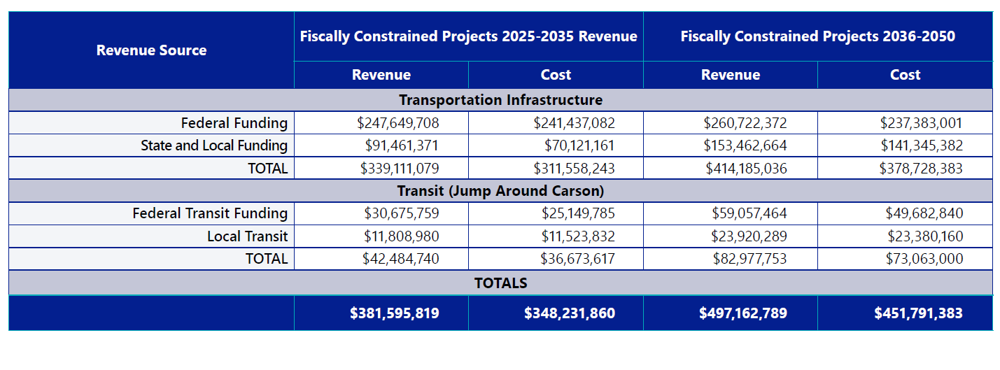 Revenue Source
Fiscally Constrained Projects 2025-2035 Revenue
Fiscally Constrained Projects 2036-2050
Revenue Cost Revenue Cost
Transportation Infrastructure
Federal Funding $247,649,708 $241,437,082 $260,722,372 $237,383,001
State and Local Funding $91,461,371 $70,121,161 $153,462,664 $141,345,382
TOTAL $339,111,079 $311,558,243 $414,185,036 $378,728,383
Transit (Jump Around Carson)
Federal Transit Funding $30,675,759 $25,149,785 $59,057,464 $49,682,840
Local Transit $11,808,980 $11,523,832 $23,920,289 $23,380,160
TOTAL $42,484,740 $36,673,617 $82,977,753 $73,063,000
TOTALS
$381,595,819 $348,231,860 $497,162,789 $451,791,383